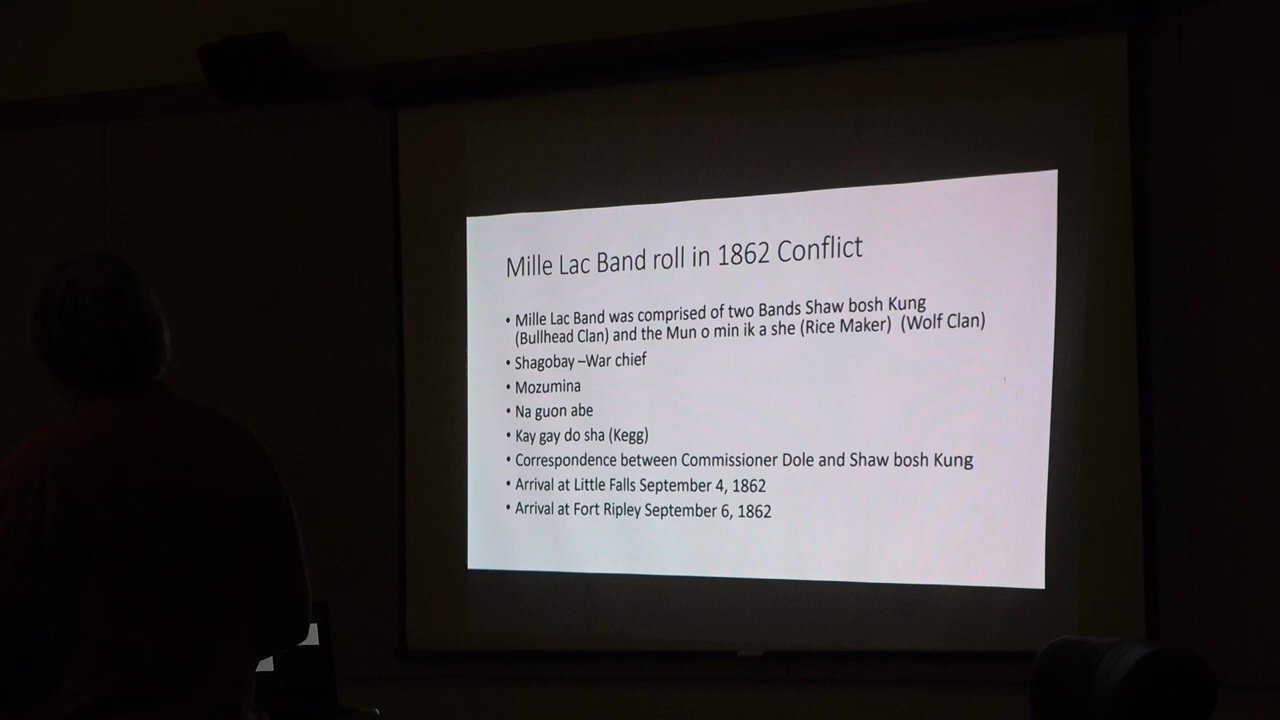 Mille Lac Band roll in 1862 Conflict
• Mille Lac Band was comprised of two Bands Shaw bosh Kung
(Bullhead Clan) and the Mun o min ik a she (Rice Maker) (Wolf Clan)
• Shagobay –War chief
• Mozumina
• Na guon abe
• Kay gay do sha (Kegg)
• Correspondence between Commissioner Dole and Shaw bosh Kung
• Arrival at Little Falls September 4, 1862
• Arrival at Fort Ripley September 6, 1862